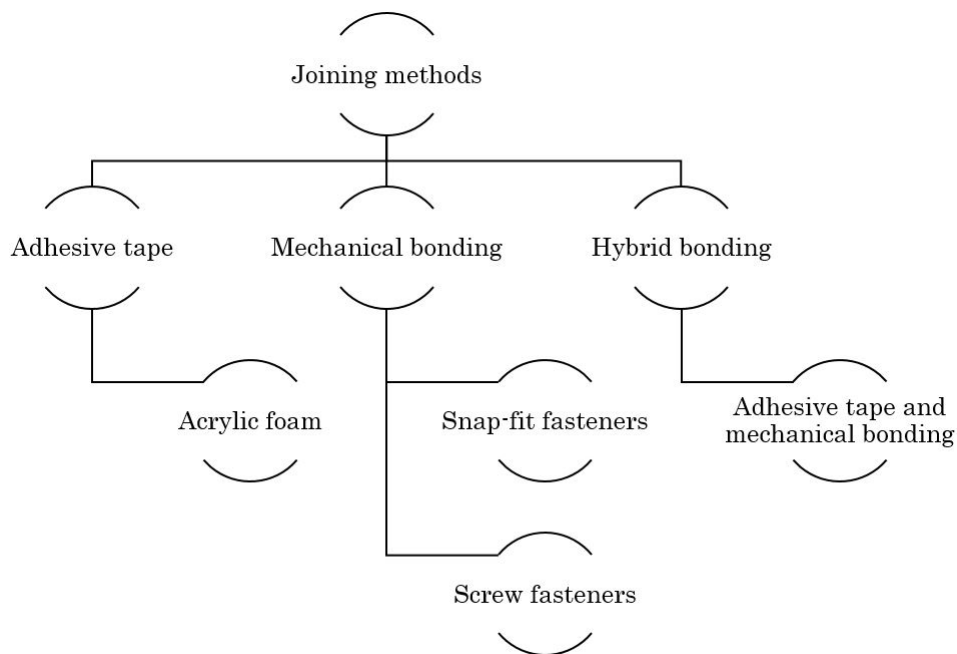 Joining methods
Adhesive tape
Mechanical bonding
Hybrid bonding
Acrylic foam
Snap-fit fasteners
Adhesive tape and
mechanical bonding
Screw fasteners